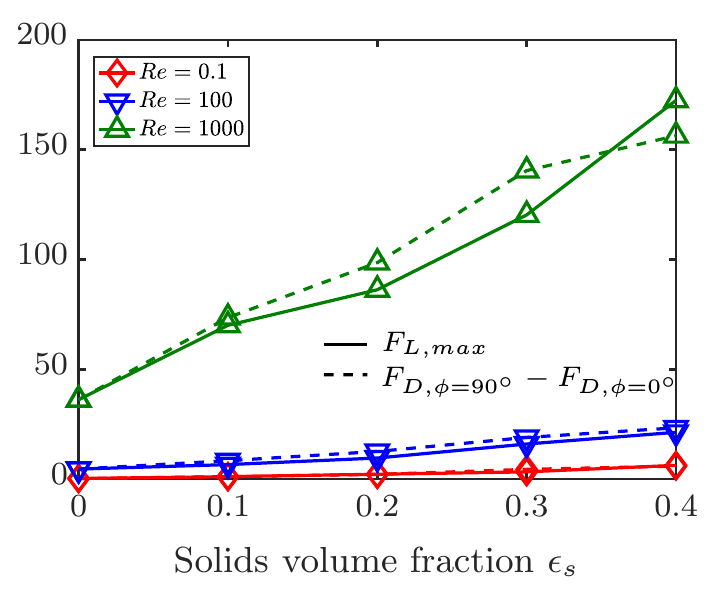 200
150
100
50
0
Re = 0.1
Re = 100
Re = 1000
F_{L,max}
F_{D,ϕ=90°} − F_{D,ϕ=0°}
0 0.1 0.2 0.3 0.4
Solids volume fraction ϵ_s